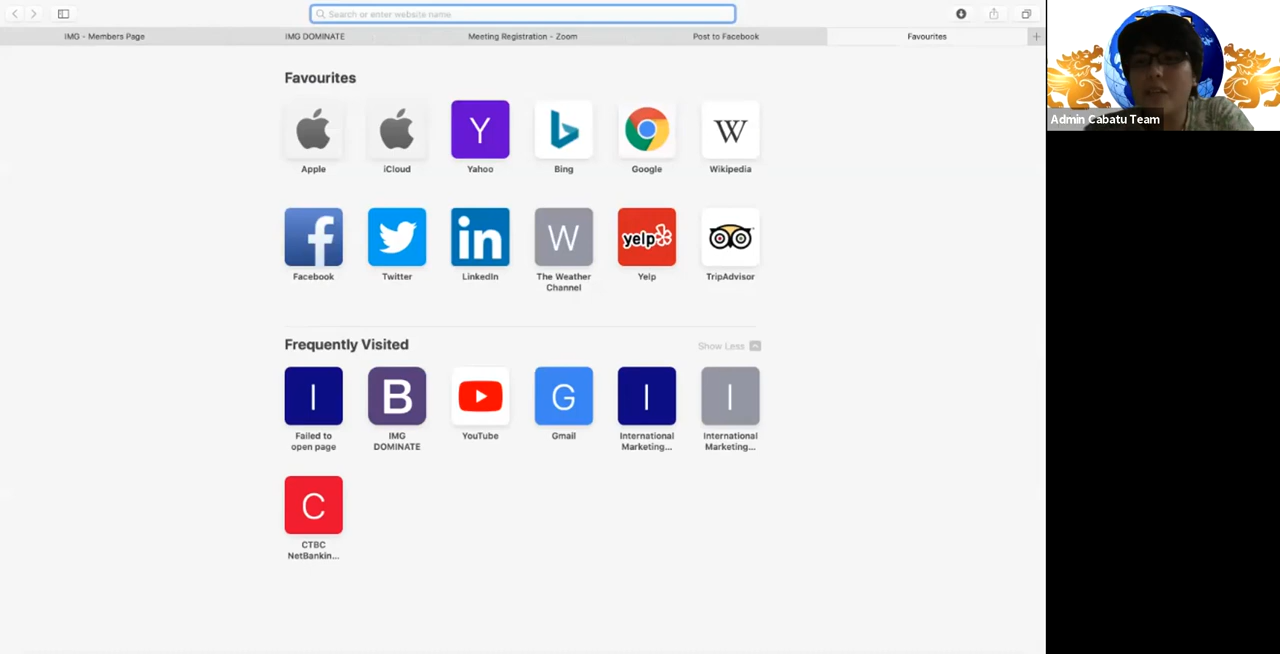 Search or enter website name
IMG - Members Page
IMG DOMINATE
Meeting Registration - Zoom
Post to Facebook
Favourites
Admin Cabatu Team
Favourites
Y
W
Apple
iCloud
Yahoo
Bing
Google
Wikipedia
f
in
W
yelp
Facebook
Twitter
LinkedIn
The Weather
Channel
Yelp
TripAdvisor
Frequently Visited
Show Less
I
B
G
I
I
Failed to
open page
IMG
DOMINATE
YouTube
Gmail
International
Marketing...
International
Marketing...
C
CTBC
NetBankin...